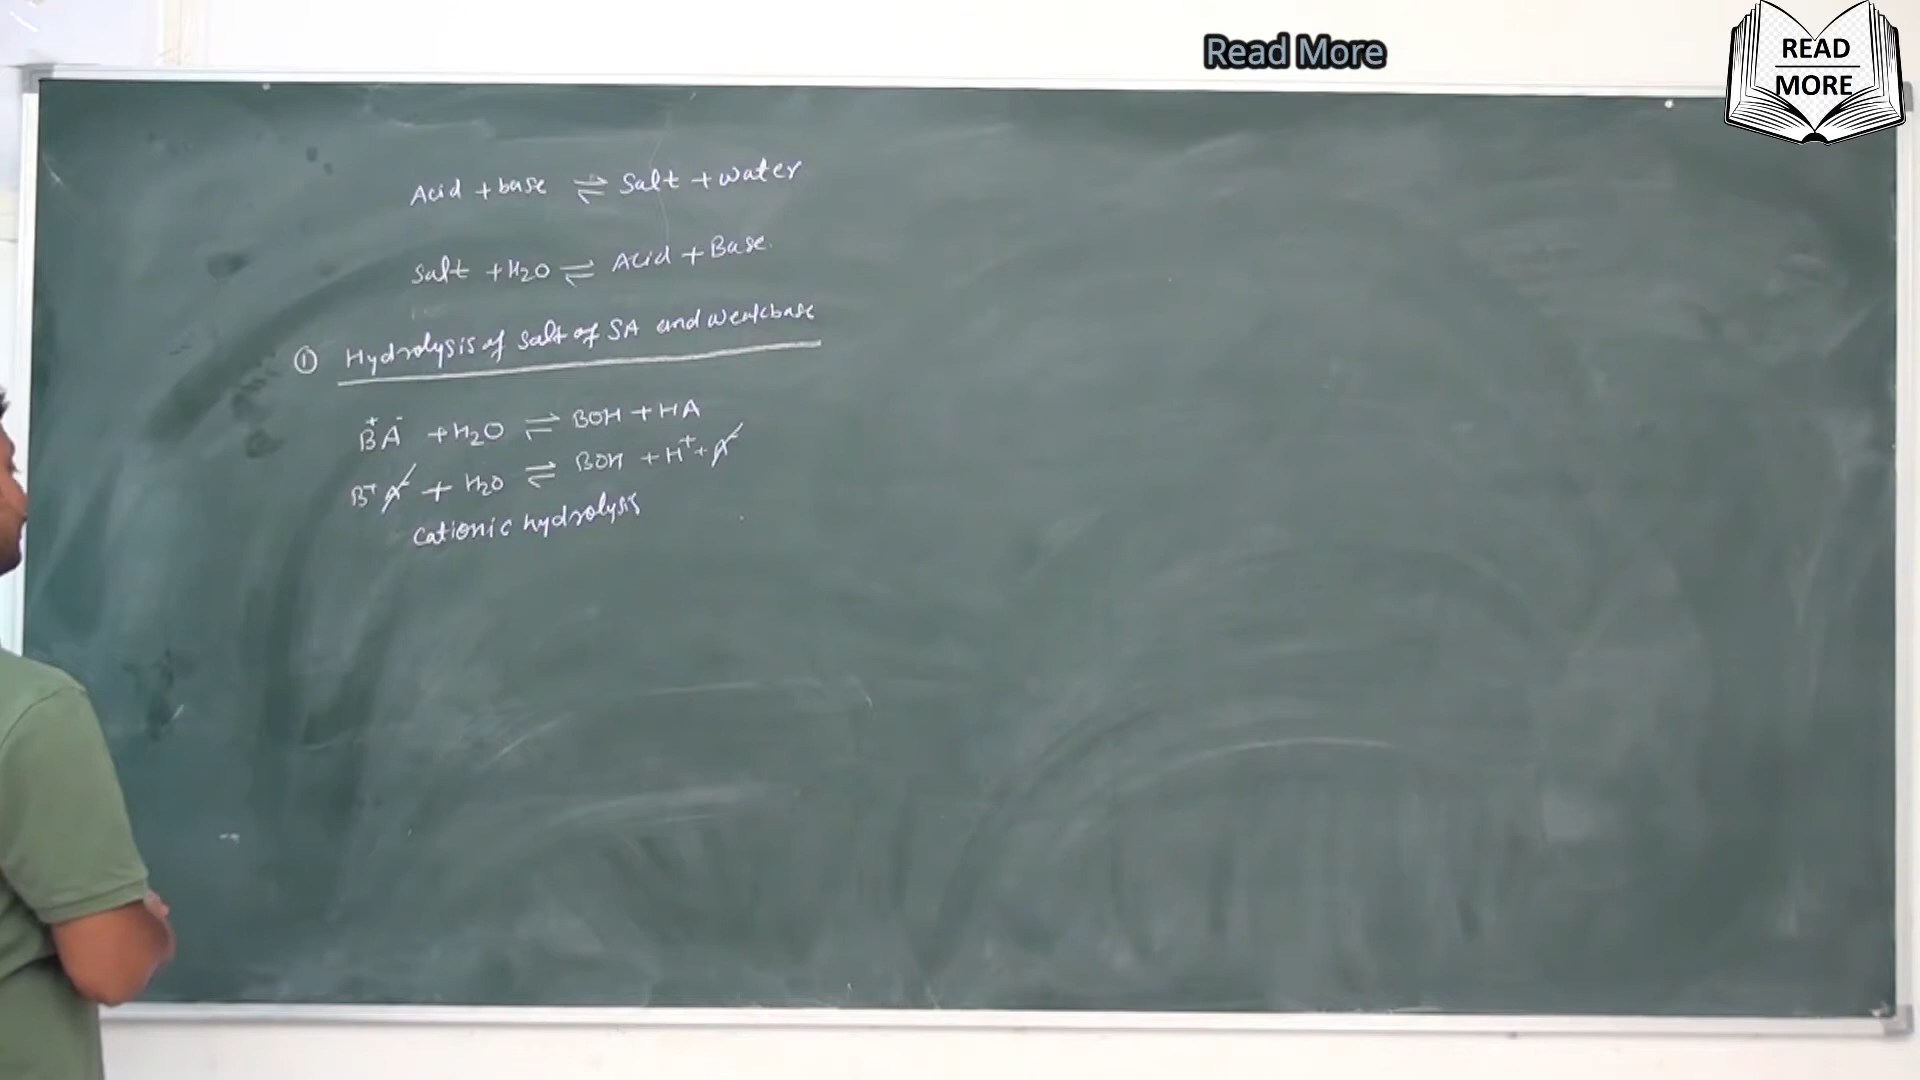 Read More
READ
MORE
Acid + base ⇌ Salt + water
Salt + H2O ⇌ Acid + Base.
① Hydrolysis of salt of SA and weak base
B⁺A⁻ + H2O ⇌ BOH + HA
B⁺ A⁻ + H2O ⇌ BOH + H⁺ + A⁻
Cationic hydrolysis